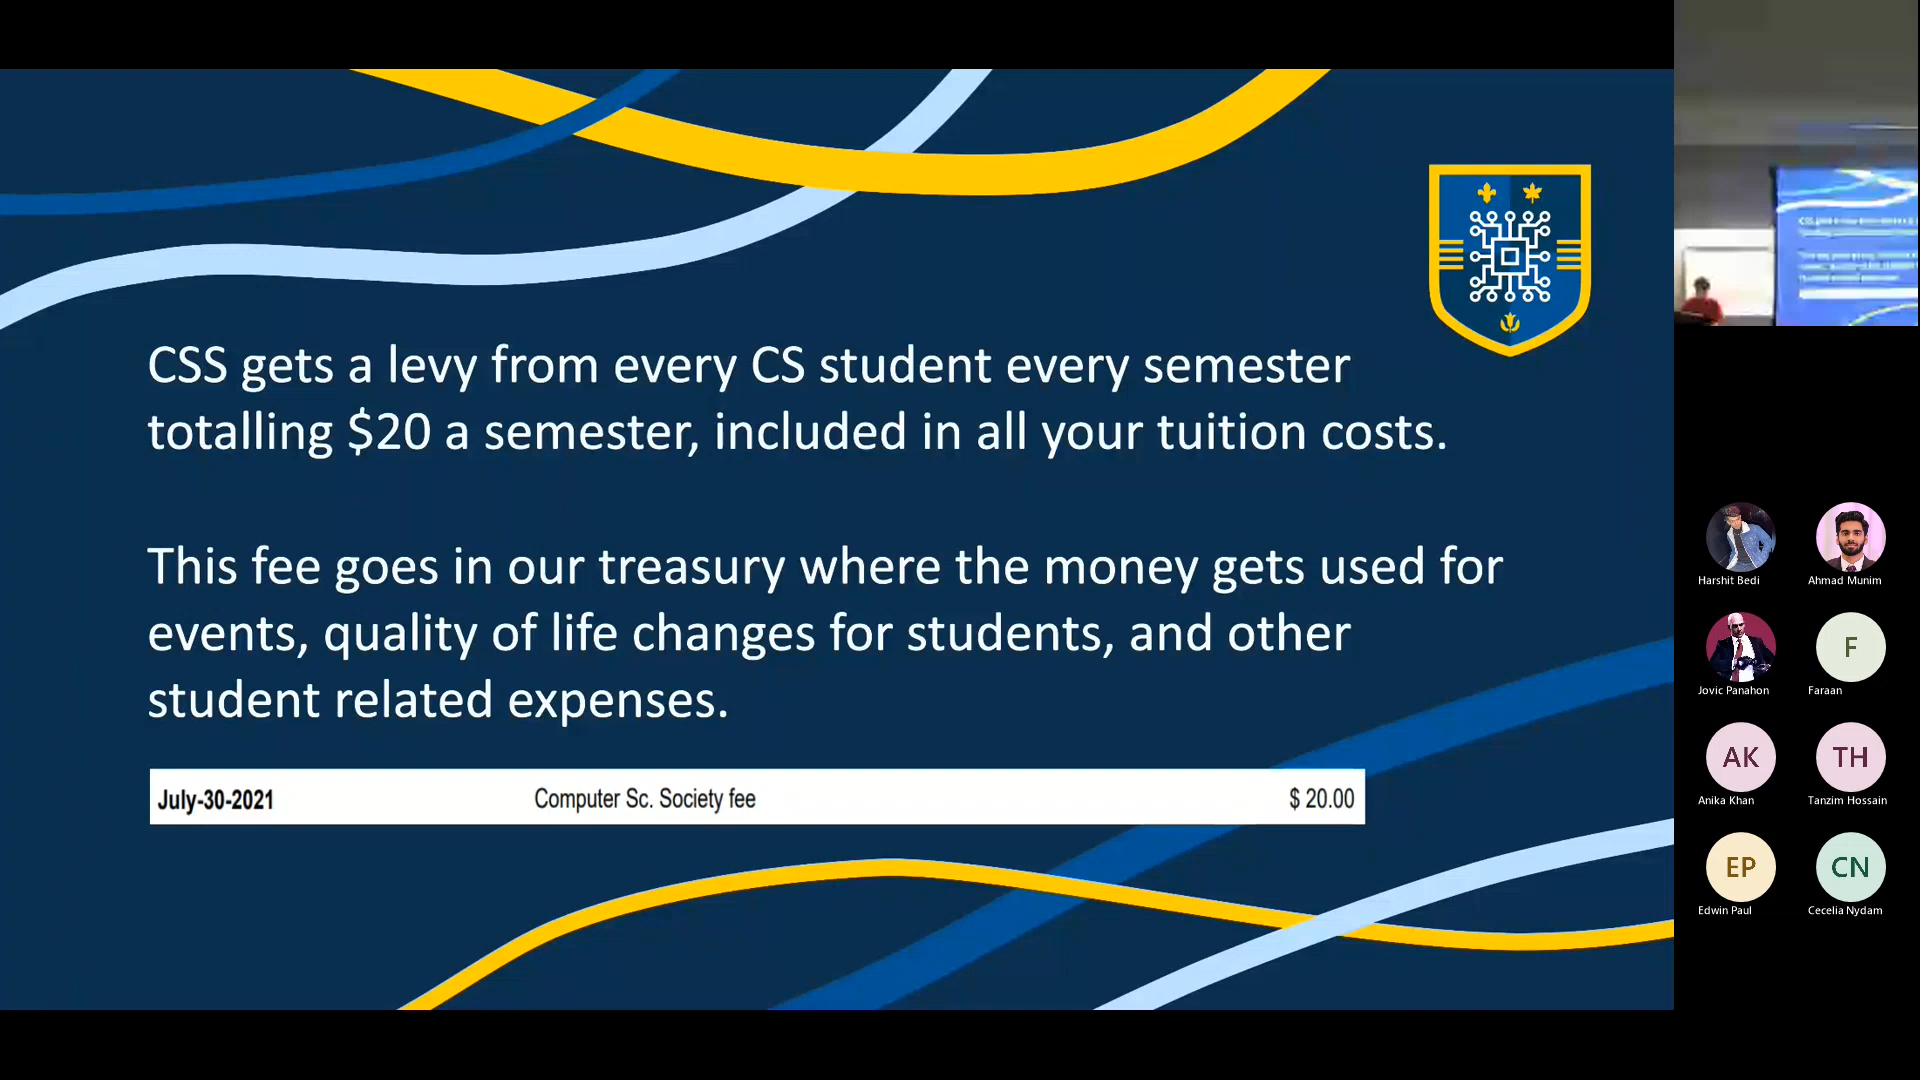 CSS gets a levy from every CS student every semester
totalling $20 a semester, included in all your tuition costs.
This fee goes in our treasury where the money gets used for
events, quality of life changes for students, and other
student related expenses.
July-30-2021 Computer Sc. Society fee $ 20.00
Harshit Bedi
Ahmad Munim
Jovic Panahon
F
Faraan
AK
Anika Khan
TH
Tanzim Hossain
EP
Edwin Paul
CN
Cecelia Nydam